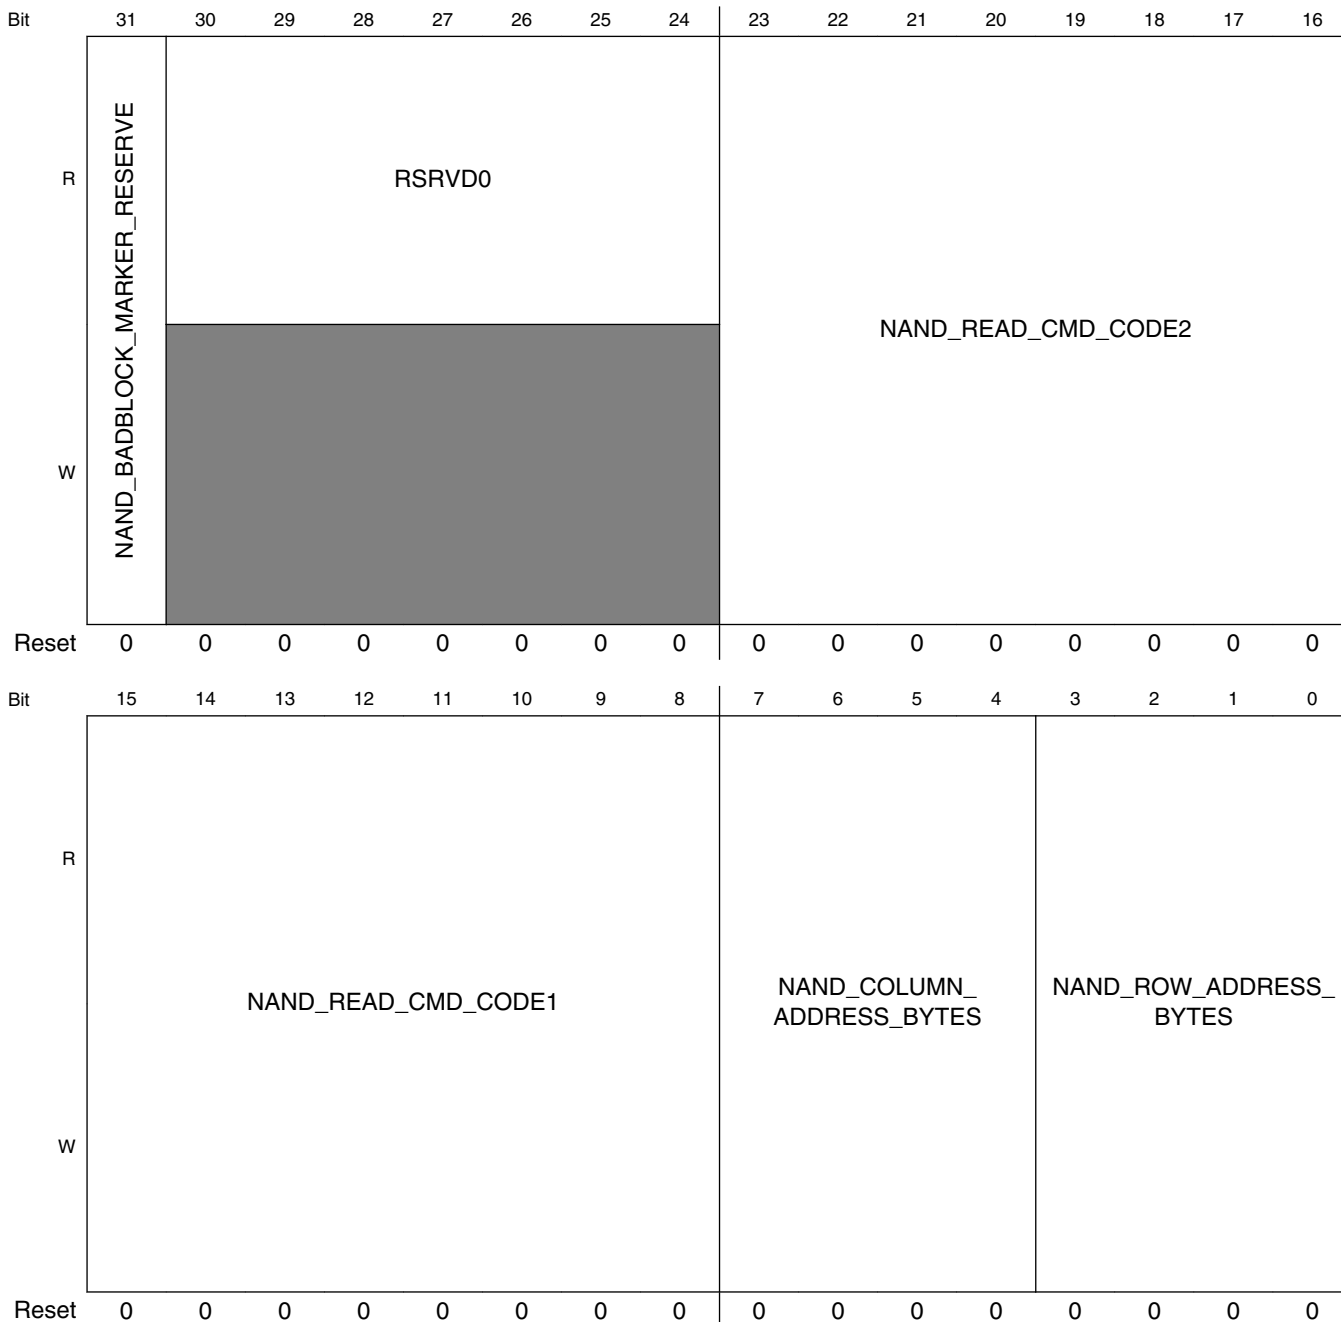 Bit 31 30 29 28 27 26 25 24 23 22 21 20 19 18 17 16
R
W
NAND_BADBLOCK_MARKER_RESERVE
RSRVD0
NAND_READ_CMD_CODE2
Reset 0 0 0 0 0 0 0 0 0 0 0 0 0 0 0 0
Bit 15 14 13 12 11 10 9 8 7 6 5 4 3 2 1 0
R
W
NAND_READ_CMD_CODE1
NAND_COLUMN_
ADDRESS_BYTES
NAND_ROW_ADDRESS_
BYTES
Reset 0 0 0 0 0 0 0 0 0 0 0 0 0 0 0 0